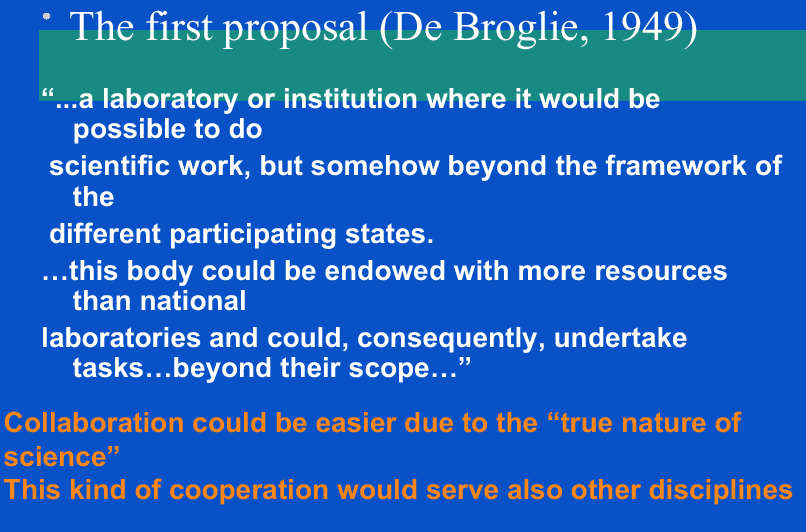 • The first proposal (De Broglie, 1949)
“...a laboratory or institution where it would be
possible to do
scientific work, but somehow beyond the framework of
the
different participating states.
…this body could be endowed with more resources
than national
laboratories and could, consequently, undertake
tasks…beyond their scope…”
Collaboration could be easier due to the “true nature of
science”
This kind of cooperation would serve also other disciplines